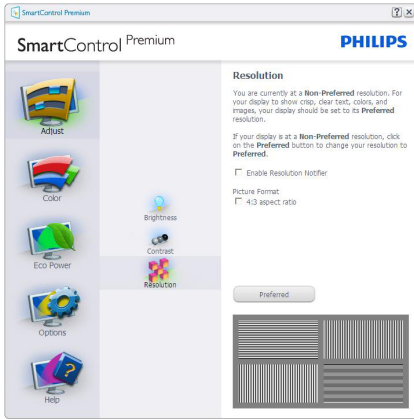 SmartControl Premium
SmartControl Premium
PHILIPS
Adjust
Color
Eco Power
Options
Help
Brightness
Contrast
Resolution
Resolution
You are currently at a Non-Preferred resolution. For
your display to show crisp, clear text, colors, and
images, your display should be set to its Preferred
resolution.
If your display is at a Non-Preferred resolution, click
on the Preferred button to change your resolution to
Preferred.
Enable Resolution Notifier
Picture Format
4:3 aspect ratio
Preferred